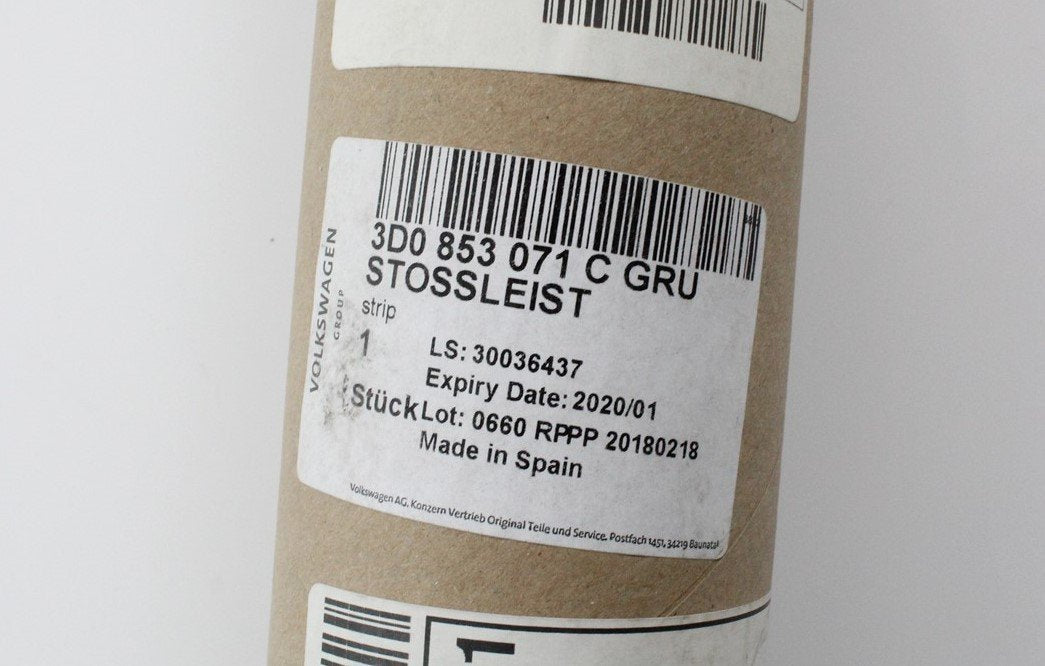 3D0 853 071 C GRU
STOSSLEIST
strip
1
LS: 30036437
Expiry Date: 2020/01
Stück
Lot: 0660 RPPP 20180218
Made in Spain
VOLKSWAGEN
GROUP
Volkswagen AG, Konzern Vertrieb Original Teile und Service, Postfach 1451, 34219 Baunatal
1